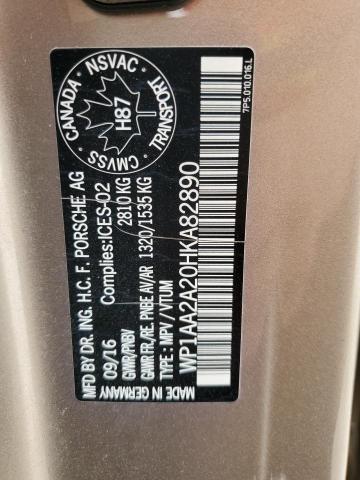 MFD BY DR. ING. H.C. F. PORSCHE AG
Complies:ICES-02
09/16 2810 KG
GVWR/PNBV
GAWR FR./RE. PNBE AV/AR 1320/1535 KG
TYPE : MPV / VTUM
WP1AA2A20HKA82890
MADE IN GERMANY
CANADA NSVAC
H87
CMVSS TRANSPORT
7P5.010.016.L